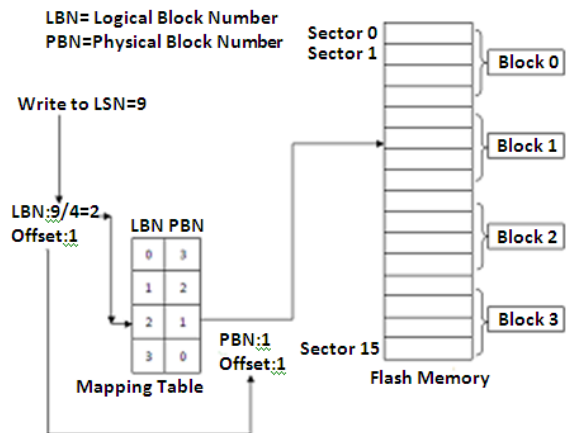 LBN= Logical Block Number
PBN=Physical Block Number
Write to LSN=9
LBN:9/4=2
Offset:1
LBN PBN
0 3
1 2
2 1
3 0
Mapping Table
PBN:1
Offset:1
Sector 0
Sector 1
Sector 15
Block 0
Block 1
Block 2
Block 3
Flash Memory